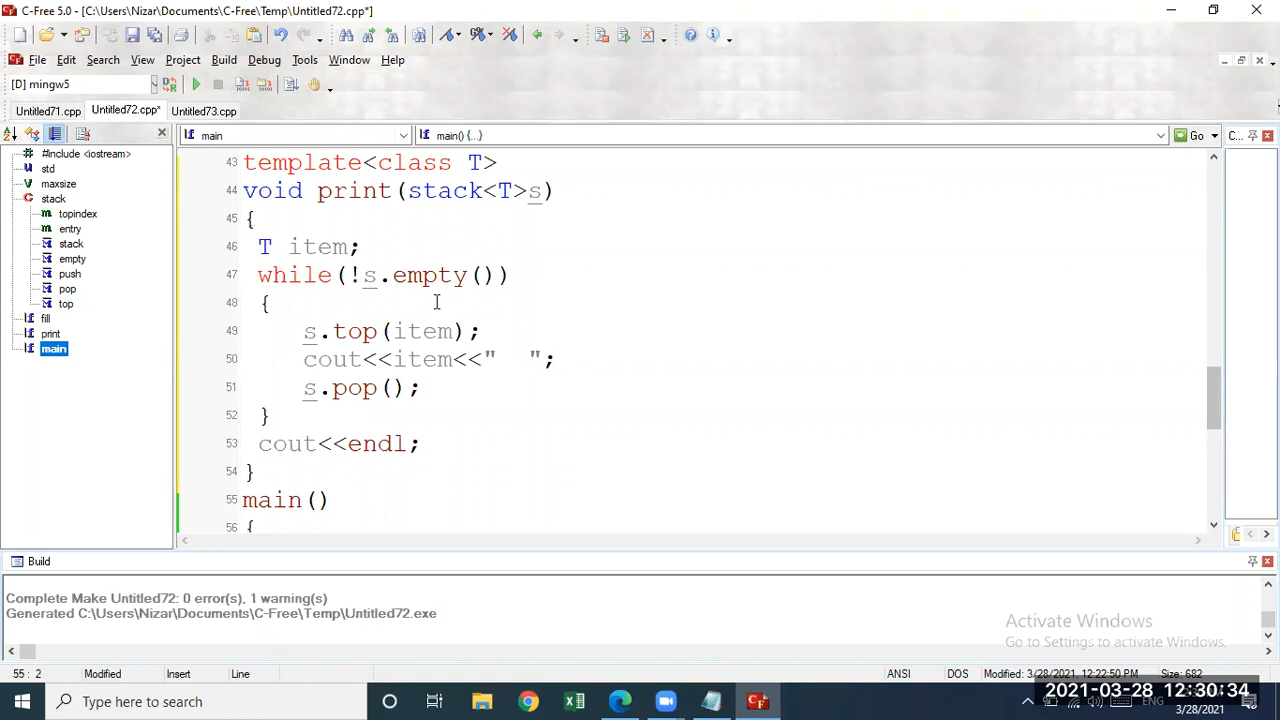 C-Free 5.0 - [C:\Users\Nizar\Documents\C-Free\Temp\Untitled72.cpp*]
File Edit Search View Project Build Debug Tools Window Help
[D] mingw5
Untitled71.cpp Untitled72.cpp* Untitled73.cpp
main main() {...} Go C...
#include <iostream>
std
maxsize
stack
topindex
entry
stack
empty
push
pop
top
fill
print
main
43 template<class T>
44 void print(stack<T>s)
45 {
46 T item;
47 while(!s.empty())
48 {
49 s.top(item);
50 cout<<item<<"  ";
51 s.pop();
52 }
53 cout<<endl;
54 }
55 main()
56 {
Build
Complete Make Untitled72: 0 error(s), 1 warning(s)
Generated C:\Users\Nizar\Documents\C-Free\Temp\Untitled72.exe
Activate Windows
Go to Settings to activate Windows.
55 : 2 Modified Insert Line ANSI DOS Modified: 3/28/2021, 12:22:50 PM Size: 682
2021-03-28 12:30:34
Type here to search
ENG
3/28/2021